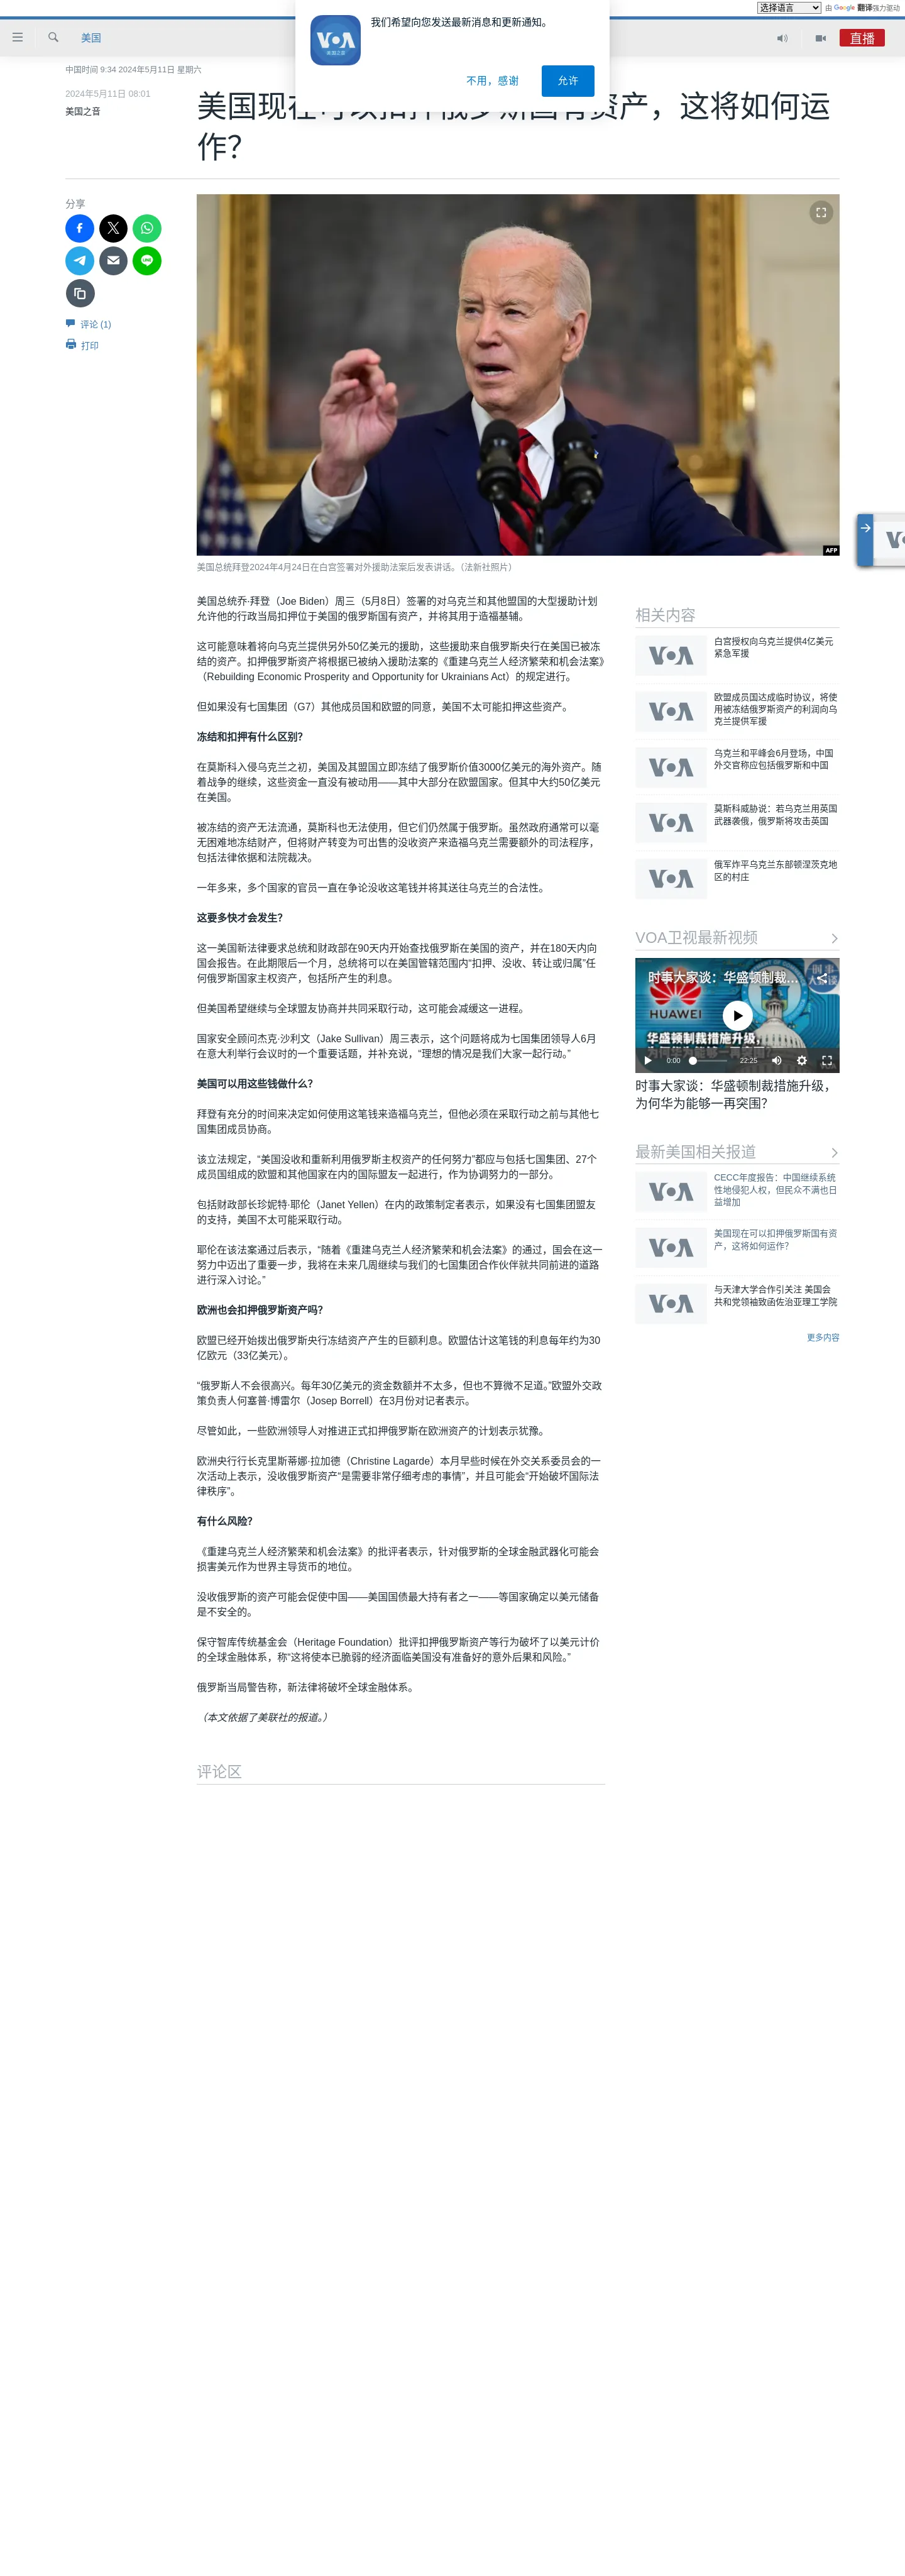 选择语言
由 Google 翻译强力驱动
我们希望向您发送最新消息和更新通知。
VOA
美国之音
不用，感谢
允许
美国
直播
中国时间 9:34 2024年5月11日 星期六
2024年5月11日 08:01
美国之音
美国现在可以扣押俄罗斯国有资产，这将如何运
作？
分享
评论 (1)
打印
AFP
美国总统拜登2024年4月24日在白宫签署对外援助法案后发表讲话。（法新社照片）
美国总统乔·拜登（Joe Biden）周三（5月8日）签署的对乌克兰和其他盟国的大型援助计划
允许他的行政当局扣押位于美国的俄罗斯国有资产，并将其用于造福基辅。
这可能意味着将向乌克兰提供另外50亿美元的援助，这些援助来自俄罗斯央行在美国已被冻
结的资产。扣押俄罗斯资产将根据已被纳入援助法案的《重建乌克兰人经济繁荣和机会法案》
（Rebuilding Economic Prosperity and Opportunity for Ukrainians Act）的规定进行。
但如果没有七国集团（G7）其他成员国和欧盟的同意，美国不太可能扣押这些资产。
冻结和扣押有什么区别？
在莫斯科入侵乌克兰之初，美国及其盟国立即冻结了俄罗斯价值3000亿美元的海外资产。随
着战争的继续，这些资金一直没有被动用——其中大部分在欧盟国家。但其中大约50亿美元
在美国。
被冻结的资产无法流通，莫斯科也无法使用，但它们仍然属于俄罗斯。虽然政府通常可以毫
无困难地冻结财产，但将财产转变为可出售的没收资产来造福乌克兰需要额外的司法程序，
包括法律依据和法院裁决。
一年多来，多个国家的官员一直在争论没收这笔钱并将其送往乌克兰的合法性。
这要多快才会发生？
这一美国新法律要求总统和财政部在90天内开始查找俄罗斯在美国的资产，并在180天内向
国会报告。在此期限后一个月，总统将可以在美国管辖范围内“扣押、没收、转让或归属”任
何俄罗斯国家主权资产，包括所产生的利息。
但美国希望继续与全球盟友协商并共同采取行动，这可能会减缓这一进程。
国家安全顾问杰克·沙利文（Jake Sullivan）周三表示，这个问题将成为七国集团领导人6月
在意大利举行会议时的一个重要话题，并补充说，“理想的情况是我们大家一起行动。”
美国可以用这些钱做什么？
拜登有充分的时间来决定如何使用这笔钱来造福乌克兰，但他必须在采取行动之前与其他七
国集团成员协商。
该立法规定，“美国没收和重新利用俄罗斯主权资产的任何努力”都应与包括七国集团、27个
成员国组成的欧盟和其他国家在内的国际盟友一起进行，作为协调努力的一部分。
包括财政部长珍妮特·耶伦（Janet Yellen）在内的政策制定者表示，如果没有七国集团盟友
的支持，美国不太可能采取行动。
耶伦在该法案通过后表示，“随着《重建乌克兰人经济繁荣和机会法案》的通过，国会在这一
努力中迈出了重要一步，我将在未来几周继续与我们的七国集团合作伙伴就共同前进的道路
进行深入讨论。”
欧洲也会扣押俄罗斯资产吗？
欧盟已经开始拨出俄罗斯央行冻结资产产生的巨额利息。欧盟估计这笔钱的利息每年约为30
亿欧元（33亿美元）。
“俄罗斯人不会很高兴。每年30亿美元的资金数额并不太多，但也不算微不足道。”欧盟外交政
策负责人何塞普·博雷尔（Josep Borrell）在3月份对记者表示。
尽管如此，一些欧洲领导人对推进正式扣押俄罗斯在欧洲资产的计划表示犹豫。
欧洲央行行长克里斯蒂娜·拉加德（Christine Lagarde）本月早些时候在外交关系委员会的一
次活动上表示，没收俄罗斯资产“是需要非常仔细考虑的事情”，并且可能会“开始破坏国际法
律秩序”。
有什么风险？
《重建乌克兰人经济繁荣和机会法案》的批评者表示，针对俄罗斯的全球金融武器化可能会
损害美元作为世界主导货币的地位。
没收俄罗斯的资产可能会促使中国——美国国债最大持有者之一——等国家确定以美元储备
是不安全的。
保守智库传统基金会（Heritage Foundation）批评扣押俄罗斯资产等行为破坏了以美元计价
的全球金融体系，称“这将使本已脆弱的经济面临美国没有准备好的意外后果和风险。”
俄罗斯当局警告称，新法律将破坏全球金融体系。
（本文依据了美联社的报道。）
评论区
相关内容
VOA
白宫授权向乌克兰提供4亿美元
紧急军援
VOA
欧盟成员国达成临时协议，将使
用被冻结俄罗斯资产的利润向乌
克兰提供军援
VOA
乌克兰和平峰会6月登场，中国
外交官称应包括俄罗斯和中国
VOA
莫斯科威胁说：若乌克兰用英国
武器袭俄，俄罗斯将攻击英国
VOA
俄军炸平乌克兰东部顿涅茨克地
区的村庄
VOA卫视最新视频
时事大家谈：华盛顿制裁...
HUAWEI
华盛顿制裁措施升级，
0:00
22:25
时事大家谈：华盛顿制裁措施升级，
为何华为能够一再突围？
最新美国相关报道
VOA
CECC年度报告：中国继续系统
性地侵犯人权，但民众不满也日
益增加
VOA
美国现在可以扣押俄罗斯国有资
产，这将如何运作？
VOA
与天津大学合作引关注 美国会
共和党领袖致函佐治亚理工学院
更多内容